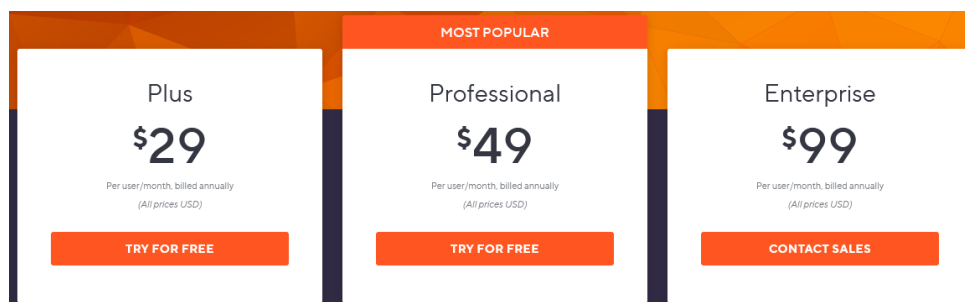 MOST POPULAR
Plus
$29
Per user/month, billed annually
(All prices USD)
TRY FOR FREE
Professional
$49
Per user/month, billed annually
(All prices USD)
TRY FOR FREE
Enterprise
$99
Per user/month, billed annually
(All prices USD)
CONTACT SALES